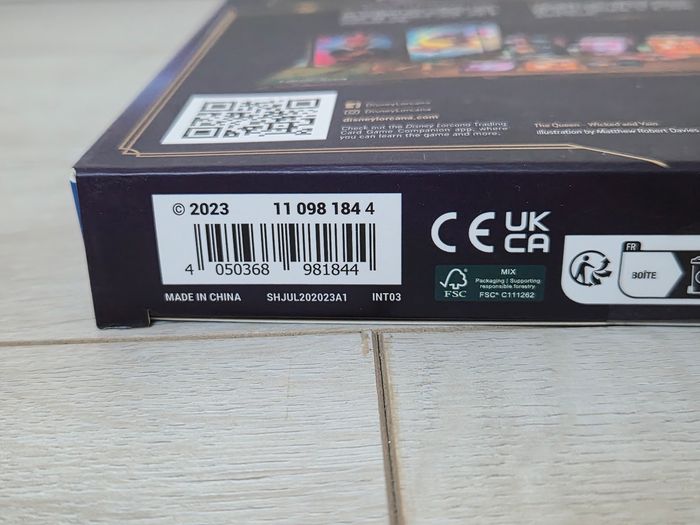 DisneyLorcana
DisneyLorcana
disneylorcana.com
Check out the Disney Lorcana Trading
Card Game Companion app, where
you can learn the game and more.
The Queen - Wicked and Vain
Illustration by Matthew Robert Davies
© 2023 11 098 184 4
4 050368 981844
MADE IN CHINA SHJUL202023A1 INT03
CE UK
CA
FSC
MIX
Packaging | Supporting
responsible forestry
FSC® C111262
FR
BOÎTE